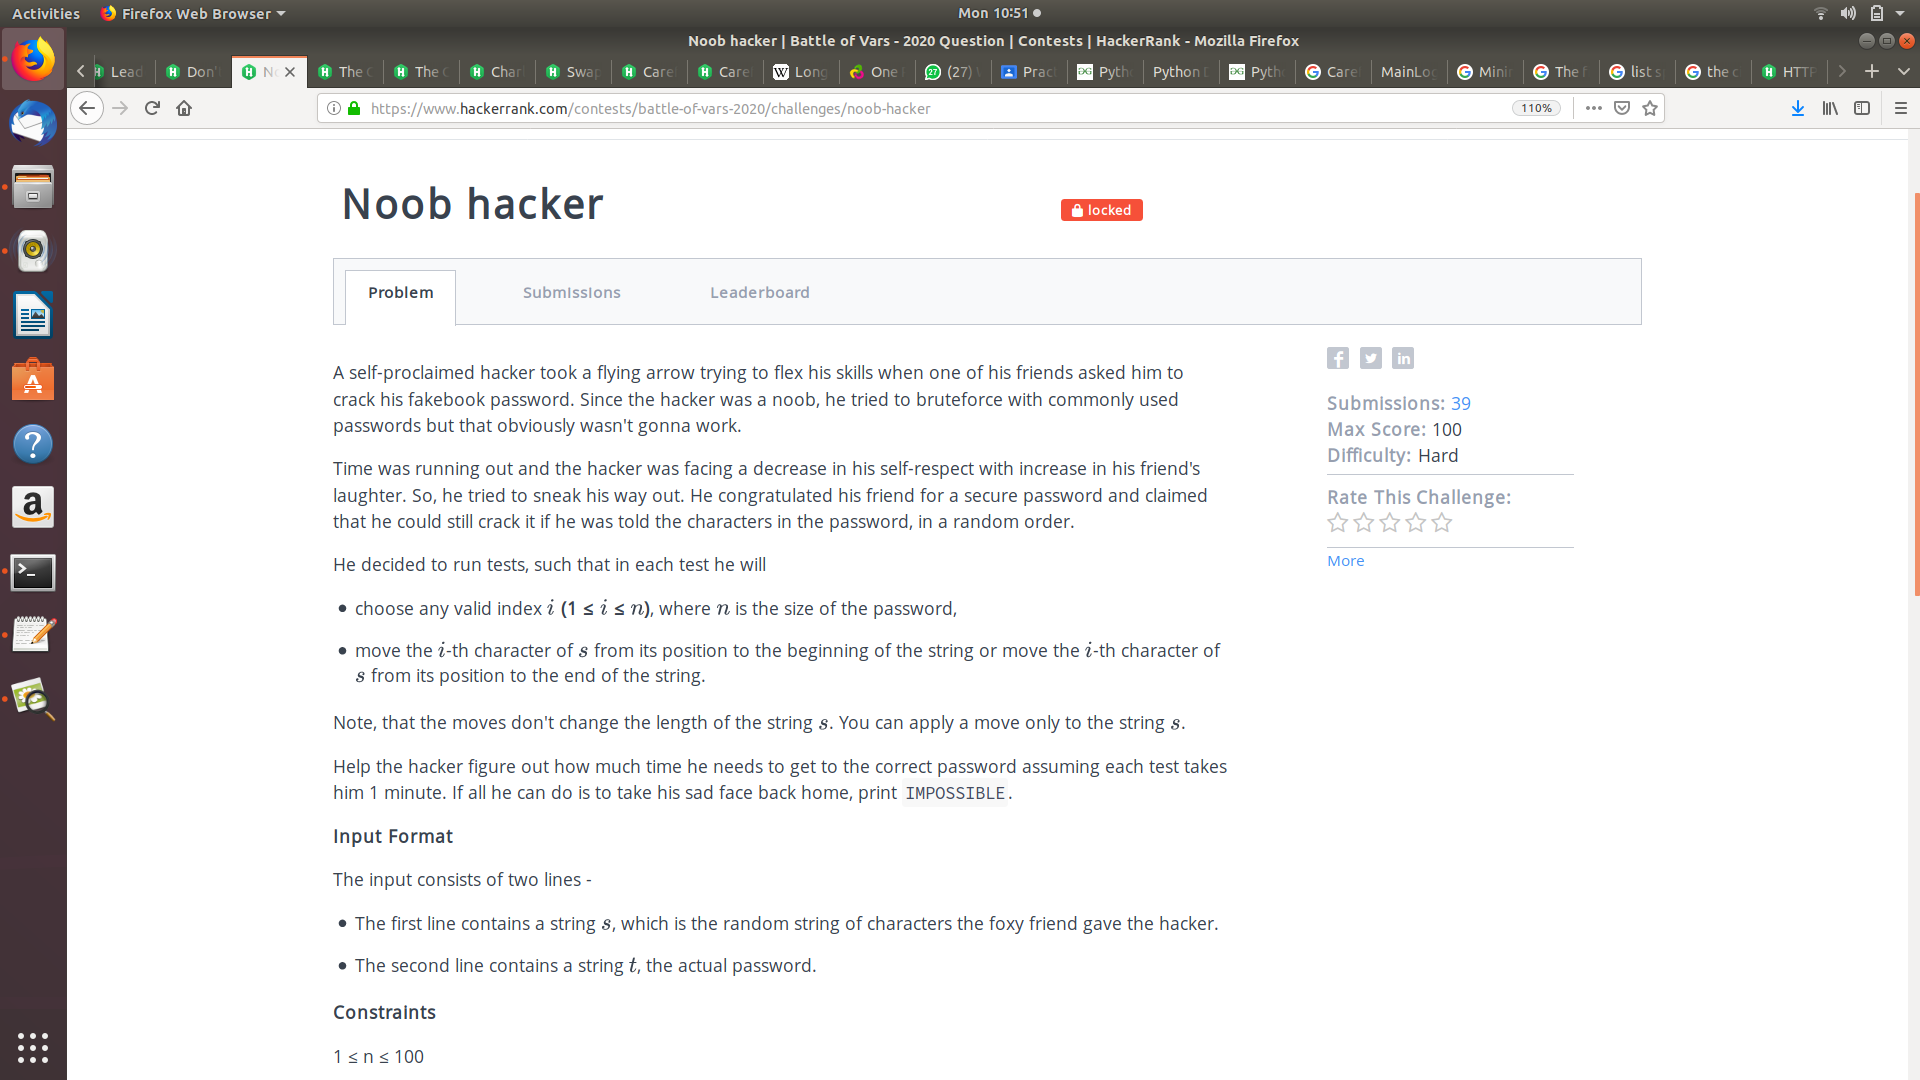 Activities Firefox Web Browser Mon 10:51
Noob hacker | Battle of Vars - 2020 Question | Contests | HackerRank - Mozilla Firefox
Lead Don' The The Char Swap Care Care Long One (27) Prac Pyth Python Pyth Care MainLog Mini The f list s the c HTTP
https://www.hackerrank.com/contests/battle-of-vars-2020/challenges/noob-hacker 110%
Noob hacker
locked
Problem Submissions Leaderboard
A self-proclaimed hacker took a flying arrow trying to flex his skills when one of his friends asked him to
crack his fakebook password. Since the hacker was a noob, he tried to bruteforce with commonly used
passwords but that obviously wasn't gonna work.
Time was running out and the hacker was facing a decrease in his self-respect with increase in his friend's
laughter. So, he tried to sneak his way out. He congratulated his friend for a secure password and claimed
that he could still crack it if he was told the characters in the password, in a random order.
He decided to run tests, such that in each test he will
• choose any valid index i (1 ≤ i ≤ n), where n is the size of the password,
• move the i-th character of s from its position to the beginning of the string or move the i-th character of
s from its position to the end of the string.
Note, that the moves don't change the length of the string s. You can apply a move only to the string s.
Help the hacker figure out how much time he needs to get to the correct password assuming each test takes
him 1 minute. If all he can do is to take his sad face back home, print IMPOSSIBLE.
Input Format
The input consists of two lines -
• The first line contains a string s, which is the random string of characters the foxy friend gave the hacker.
• The second line contains a string t, the actual password.
Constraints
1 ≤ n ≤ 100
Submissions: 39
Max Score: 100
Difficulty: Hard
Rate This Challenge:
More